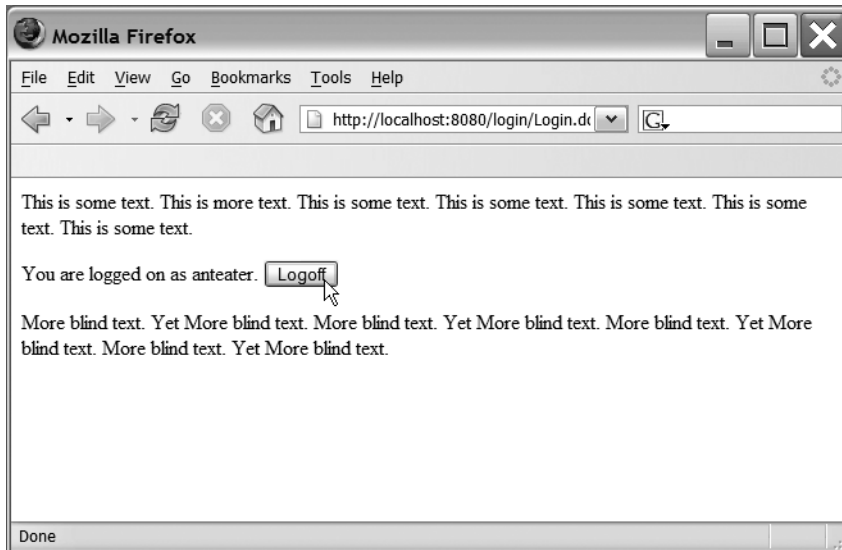 Mozilla Firefox
File Edit View Go Bookmarks Tools Help
http://localhost:8080/login/Login.do G
This is some text. This is more text. This is some text. This is some text. This is some text. This is some
text. This is some text.
You are logged on as anteater. Logoff
More blind text. Yet More blind text. More blind text. Yet More blind text. More blind text. Yet More
blind text. More blind text. Yet More blind text.
Done